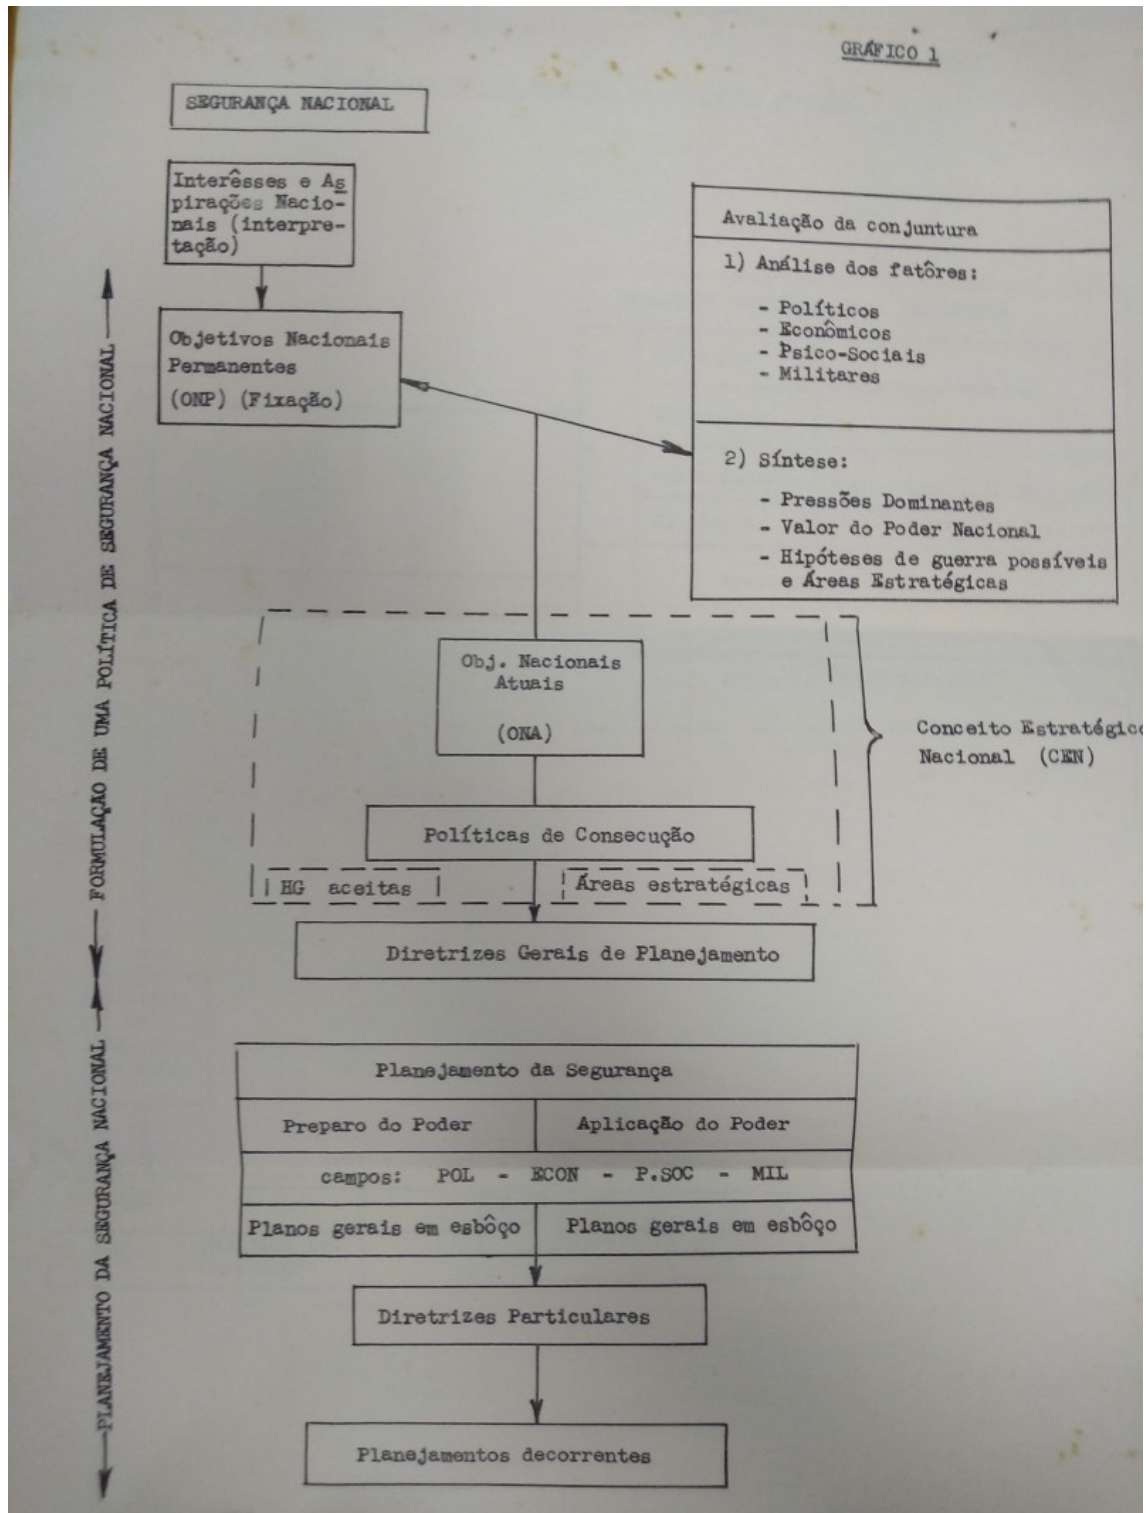 GRÁFICO 1
SEGURANÇA NACIONAL
Interêsses e As
pirações Nacio-
nais (interpre-
tação)
Objetivos Nacionais
Permanentes
(ONP) (Fixação)
Avaliação da conjuntura
1) Análise dos fatôres:
- Políticos
- Econômicos
- Psico-Sociais
- Militares
2) Síntese:
- Pressões Dominantes
- Valor do Poder Nacional
- Hipóteses de guerra possíveis
e Áreas Estratégicas
FORMULAÇÃO DE UMA POLÍTICA DE SEGURANÇA NACIONAL
Obj. Nacionais
Atuais
(ONA)
Conceito Estratégico
Nacional (CEN)
Políticas de Consecução
HG aceitas
Áreas estratégicas
Diretrizes Gerais de Planejamento
PLANEJAMENTO DA SEGURANÇA NACIONAL
Planejamento da Segurança
Preparo do Poder
Aplicação do Poder
campos: POL - ECON - P.SOC - MIL
Planos gerais em esbôço
Planos gerais em esbôço
Diretrizes Particulares
Planejamentos decorrentes